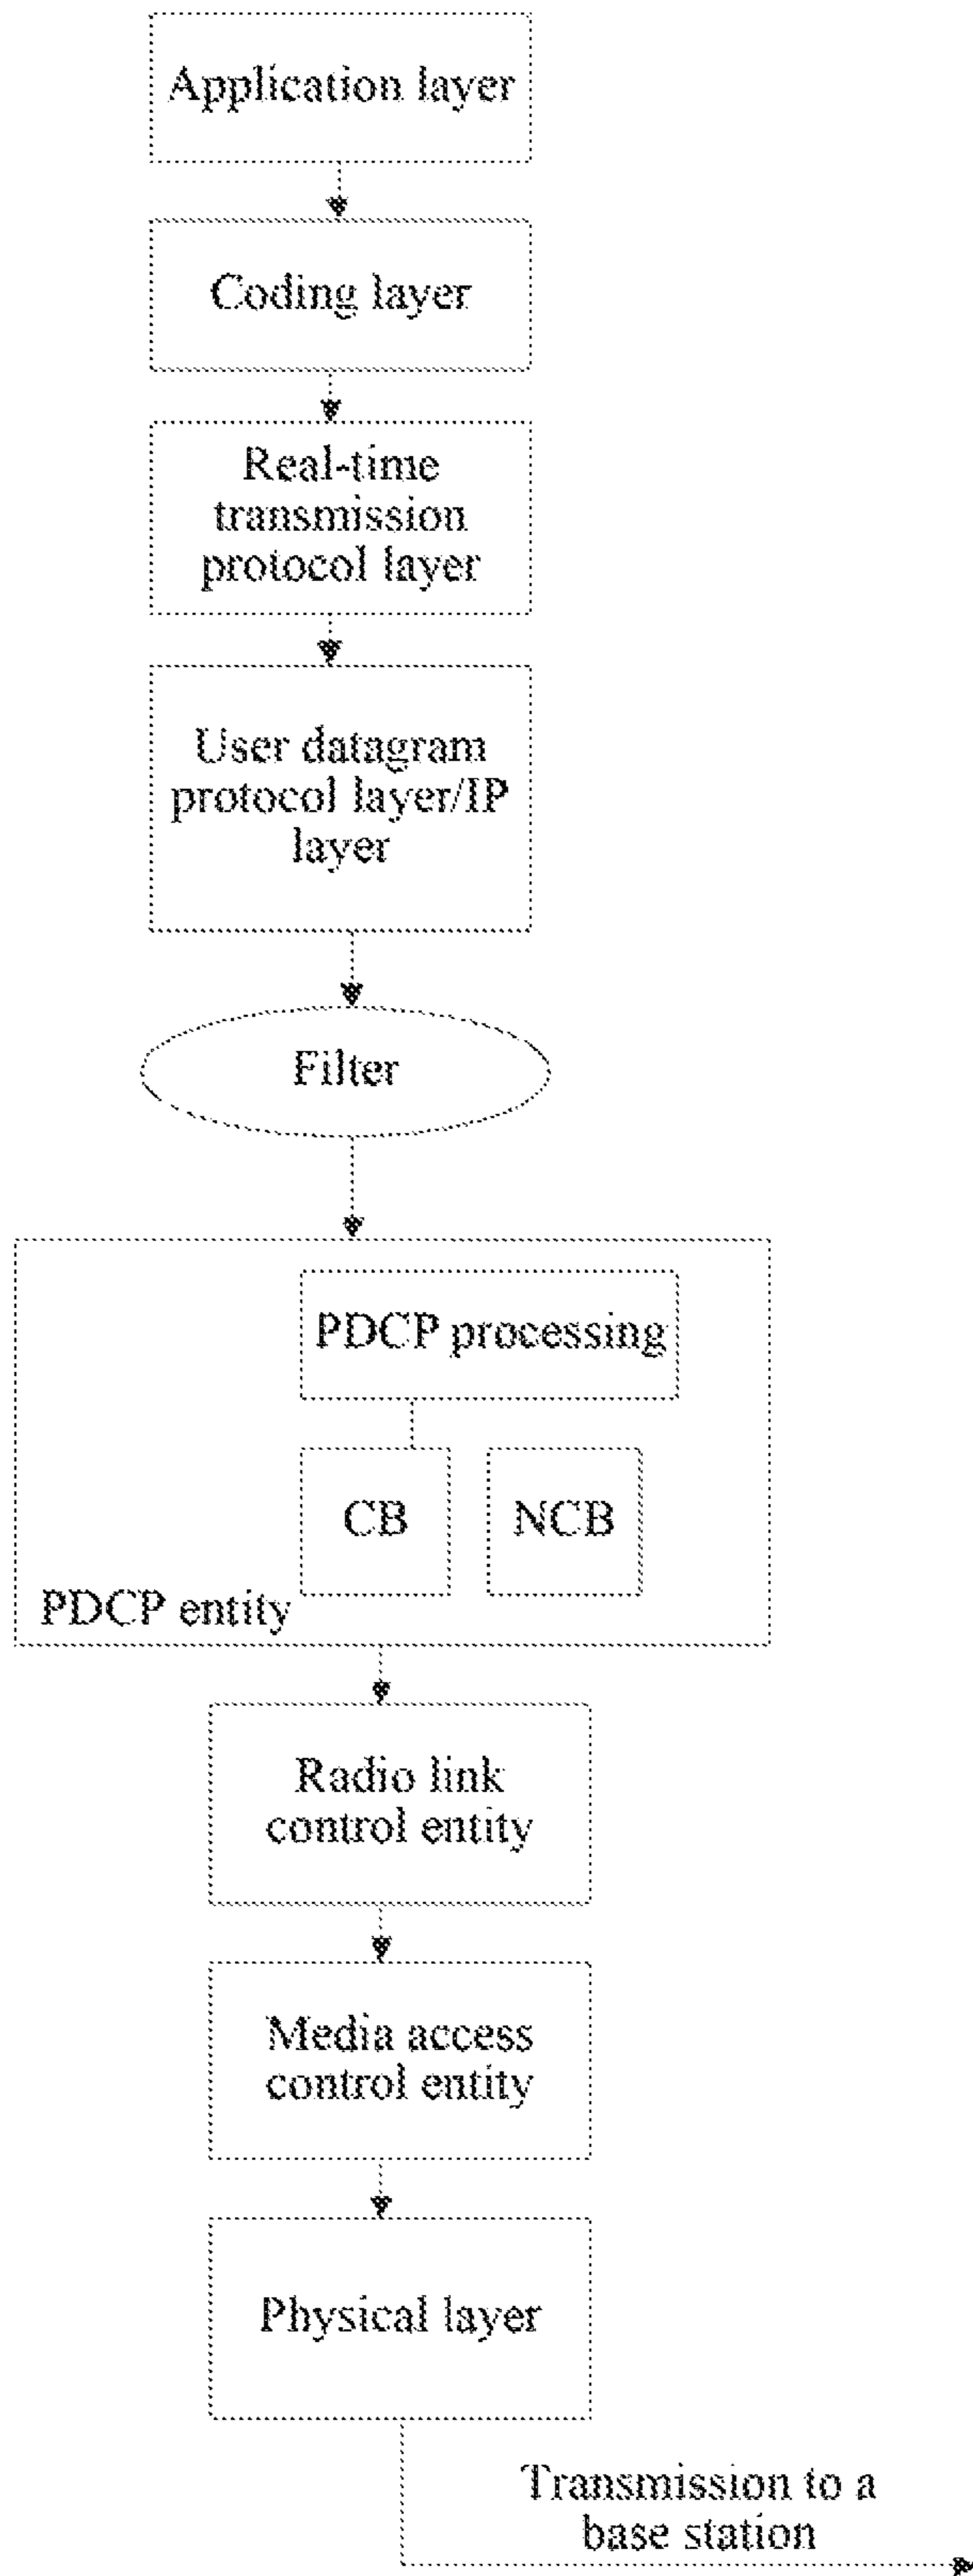 Application layer
Coding layer
Real-time
transmission
protocol layer
User datagram
protocol layer/IP
layer
Filter
PDCP processing
CB
NCB
PDCP entity
Radio link
control entity
Media access
control entity
Physical layer
Transmission to a
base station